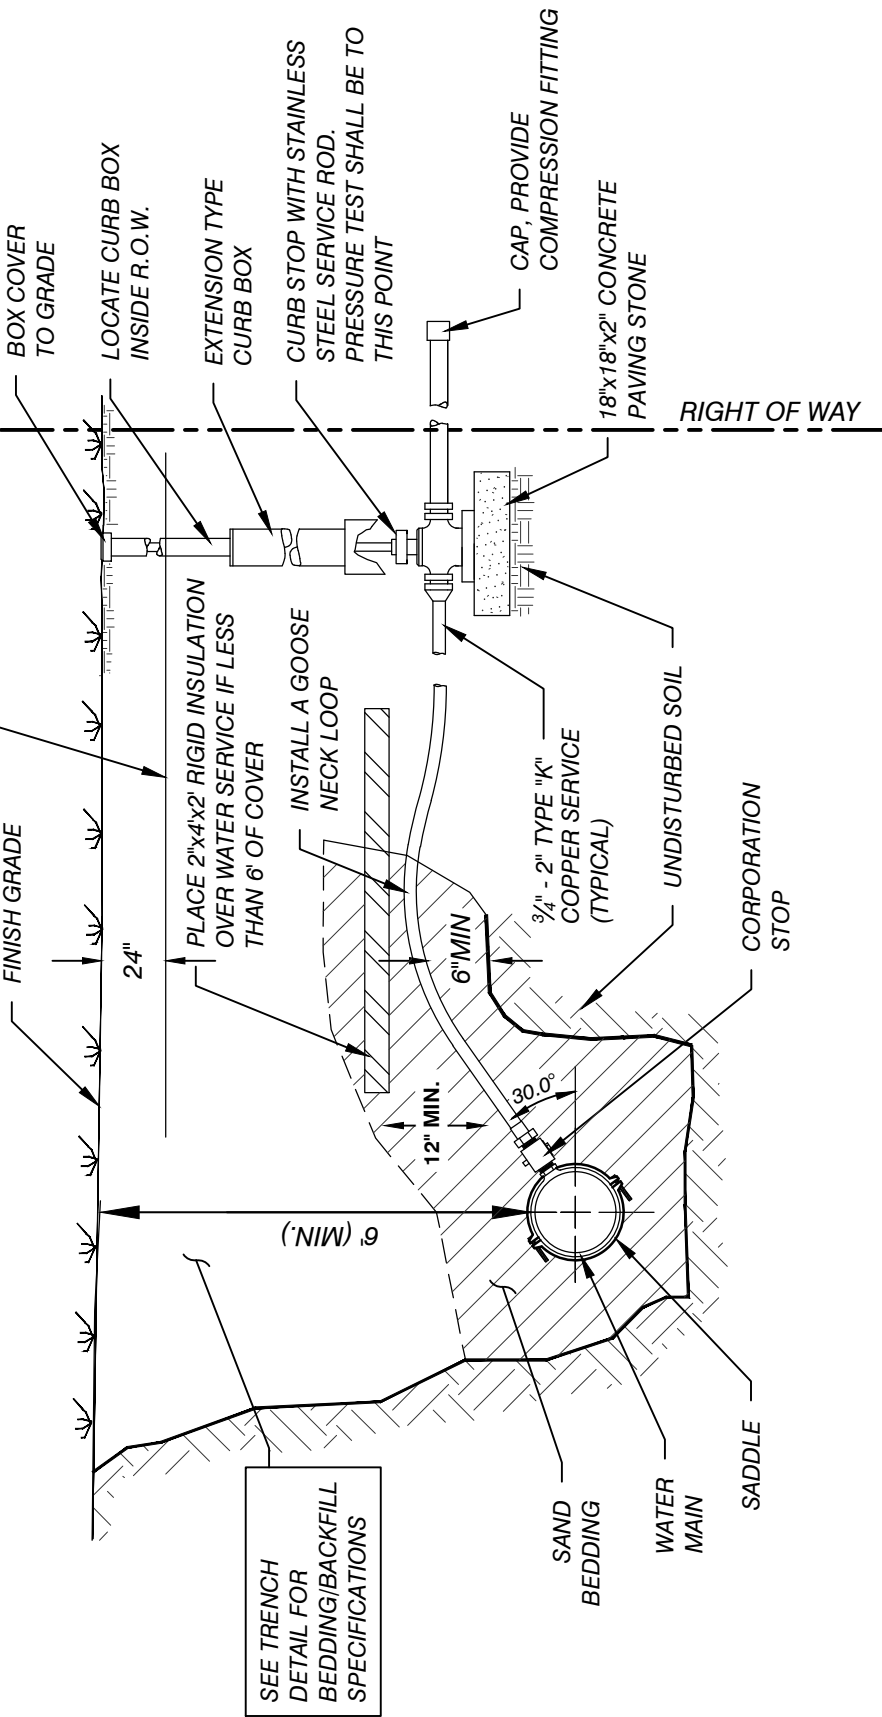 BOX COVER
TO GRADE
LOCATE CURB BOX
INSIDE R.O.W.
EXTENSION TYPE
CURB BOX
CURB STOP WITH STAINLESS
STEEL SERVICE ROD.
PRESSURE TEST SHALL BE TO
THIS POINT
CAP, PROVIDE
COMPRESSION FITTING
18"x18"x2" CONCRETE
PAVING STONE
RIGHT OF WAY
FINISH GRADE
24"
PLACE 2"x4'x2' RIGID INSULATION
OVER WATER SERVICE IF LESS
THAN 6' OF COVER
INSTALL A GOOSE
NECK LOOP
6"MIN
3/4" - 2" TYPE "K"
COPPER SERVICE
(TYPICAL)
UNDISTURBED SOIL
CORPORATION
STOP
12" MIN.
30.0°
6' (MIN.)
SEE TRENCH
DETAIL FOR
BEDDING/BACKFILL
SPECIFICATIONS
SAND
BEDDING
WATER
MAIN
SADDLE